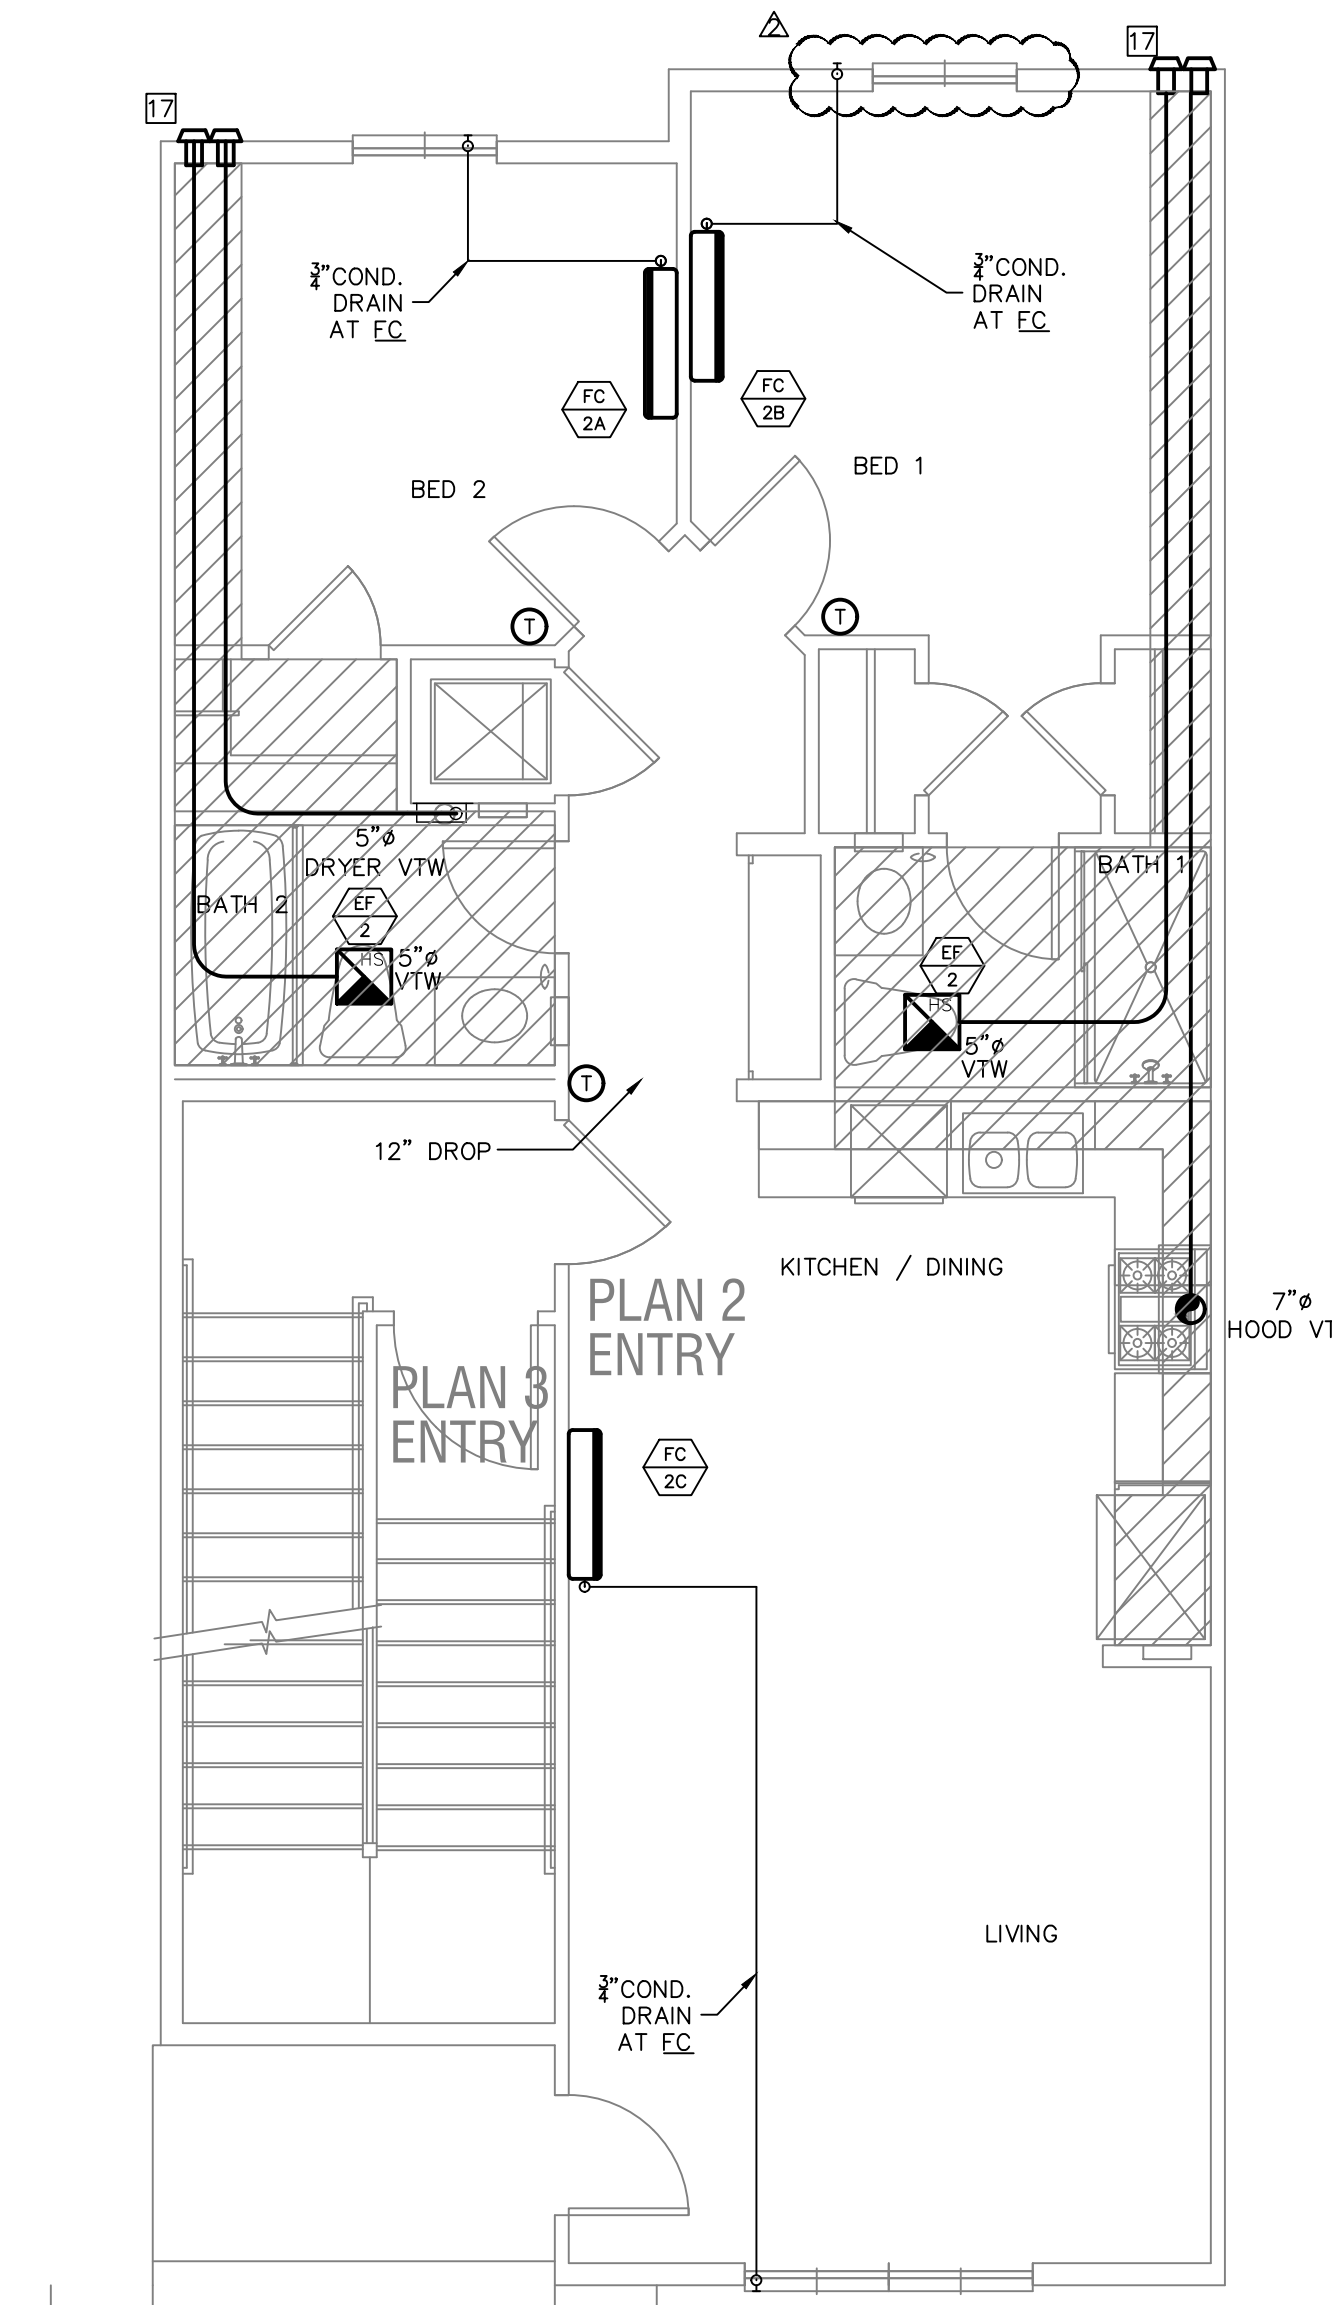 2
17
17
¾"COND.
DRAIN
AT FC
¾"COND.
DRAIN
AT FC
FC
2A
FC
2B
BED 2
BED 1
T
T
5"ø
DRYER VTW
BATH 2
EF
2
HS
5"ø
VTW
BATH 1
EF
2
HS
5"ø
VTW
T
12" DROP
KITCHEN / DINING
PLAN 2
ENTRY
7"ø
HOOD VT
PLAN 3
ENTRY
FC
2C
LIVING
¾"COND.
DRAIN
AT FC